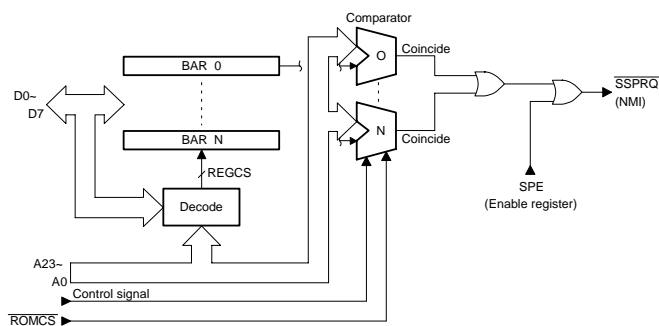 Comparator
BAR 0
O
Coincide
D0~
D7
SSPRQ
(NMI)
BAR N
N
Coincide
REGCS
SPE
(Enable register)
Decode
A23~
A0
Control signal
ROMCS